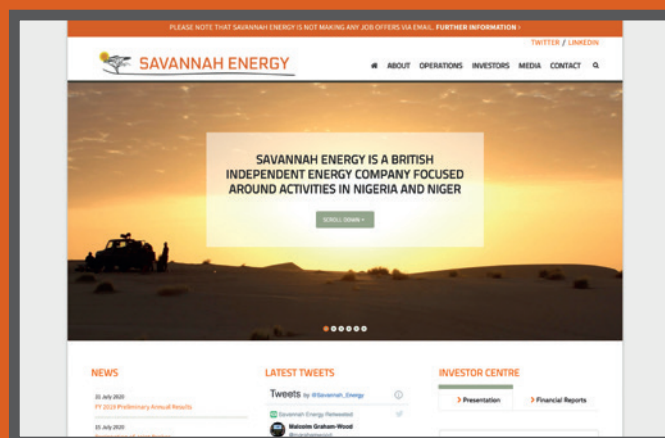 PLEASE NOTE THAT SAVANNAH ENERGY IS NOT MAKING ANY JOB OFFERS VIA EMAIL. FURTHER INFORMATION >
TWITTER / LINKEDIN
SAVANNAH ENERGY
ABOUT OPERATIONS INVESTORS MEDIA CONTACT
SAVANNAH ENERGY IS A BRITISH
INDEPENDENT ENERGY COMPANY FOCUSED
AROUND ACTIVITIES IN NIGERIA AND NIGER
SCROLL DOWN
NEWS
31 July 2020
FY 2019 Preliminary Annual Results
15 July 2020
LATEST TWEETS
Tweets by @Savannah_Energy
Savannah Energy Retweeted
Malcolm Graham-Wood
INVESTOR CENTRE
Presentation
Financial Reports